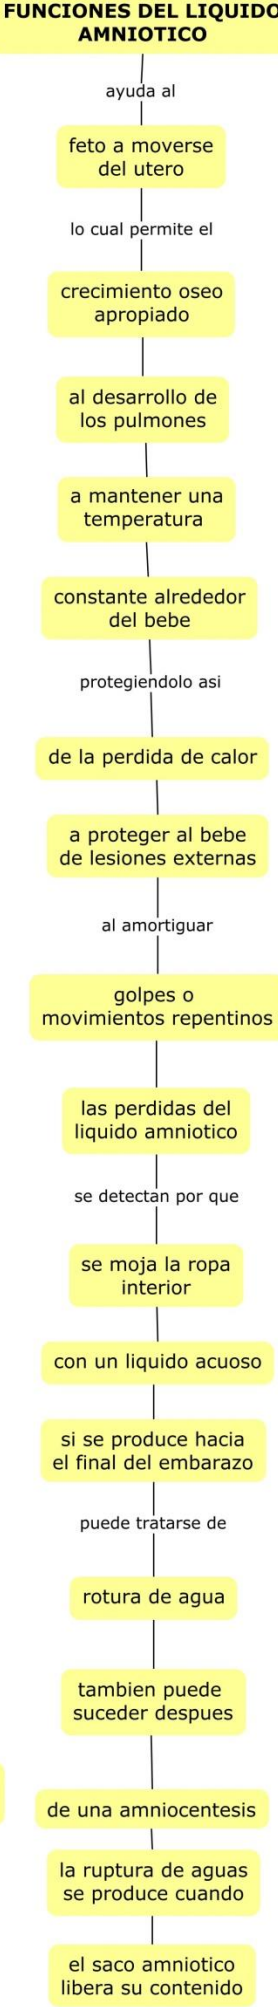 FUNCIONES DEL LIQUIDO
AMNIOTICO
ayuda al
feto a moverse
del utero
lo cual permite el
crecimiento oseo
apropiado
al desarrollo de
los pulmones
a mantener una
temperatura
constante alrededor
del bebe
protegiendolo asi
de la perdida de calor
a proteger al bebe
de lesiones externas
al amortiguar
golpes o
movimientos repentinos
las perdidas del
liquido amniotico
se detectan por que
se moja la ropa
interior
con un liquido acuoso
si se produce hacia
el final del embarazo
puede tratarse de
rotura de agua
tambien puede
suceder despues
de una amniocentesis
la ruptura de aguas
se produce cuando
el saco amniotico
libera su contenido